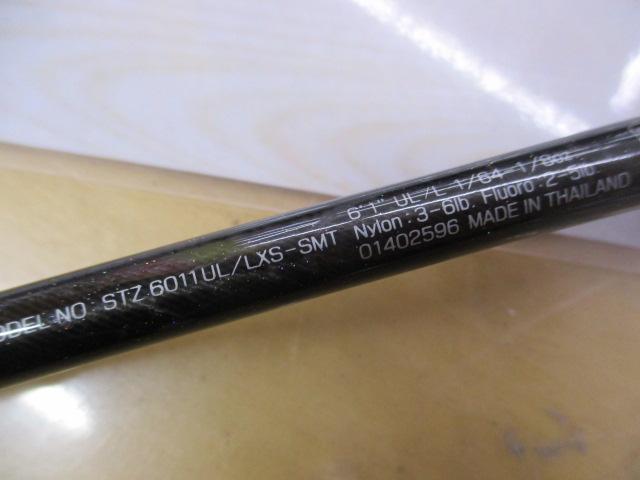 MODEL NO STZ 6011UL/LXS-SMT
6'1" UL/L 1/64-1/8oz
Nylon:3-6lb. Fluoro:2-5lb.
01402596 MADE IN THAILAND